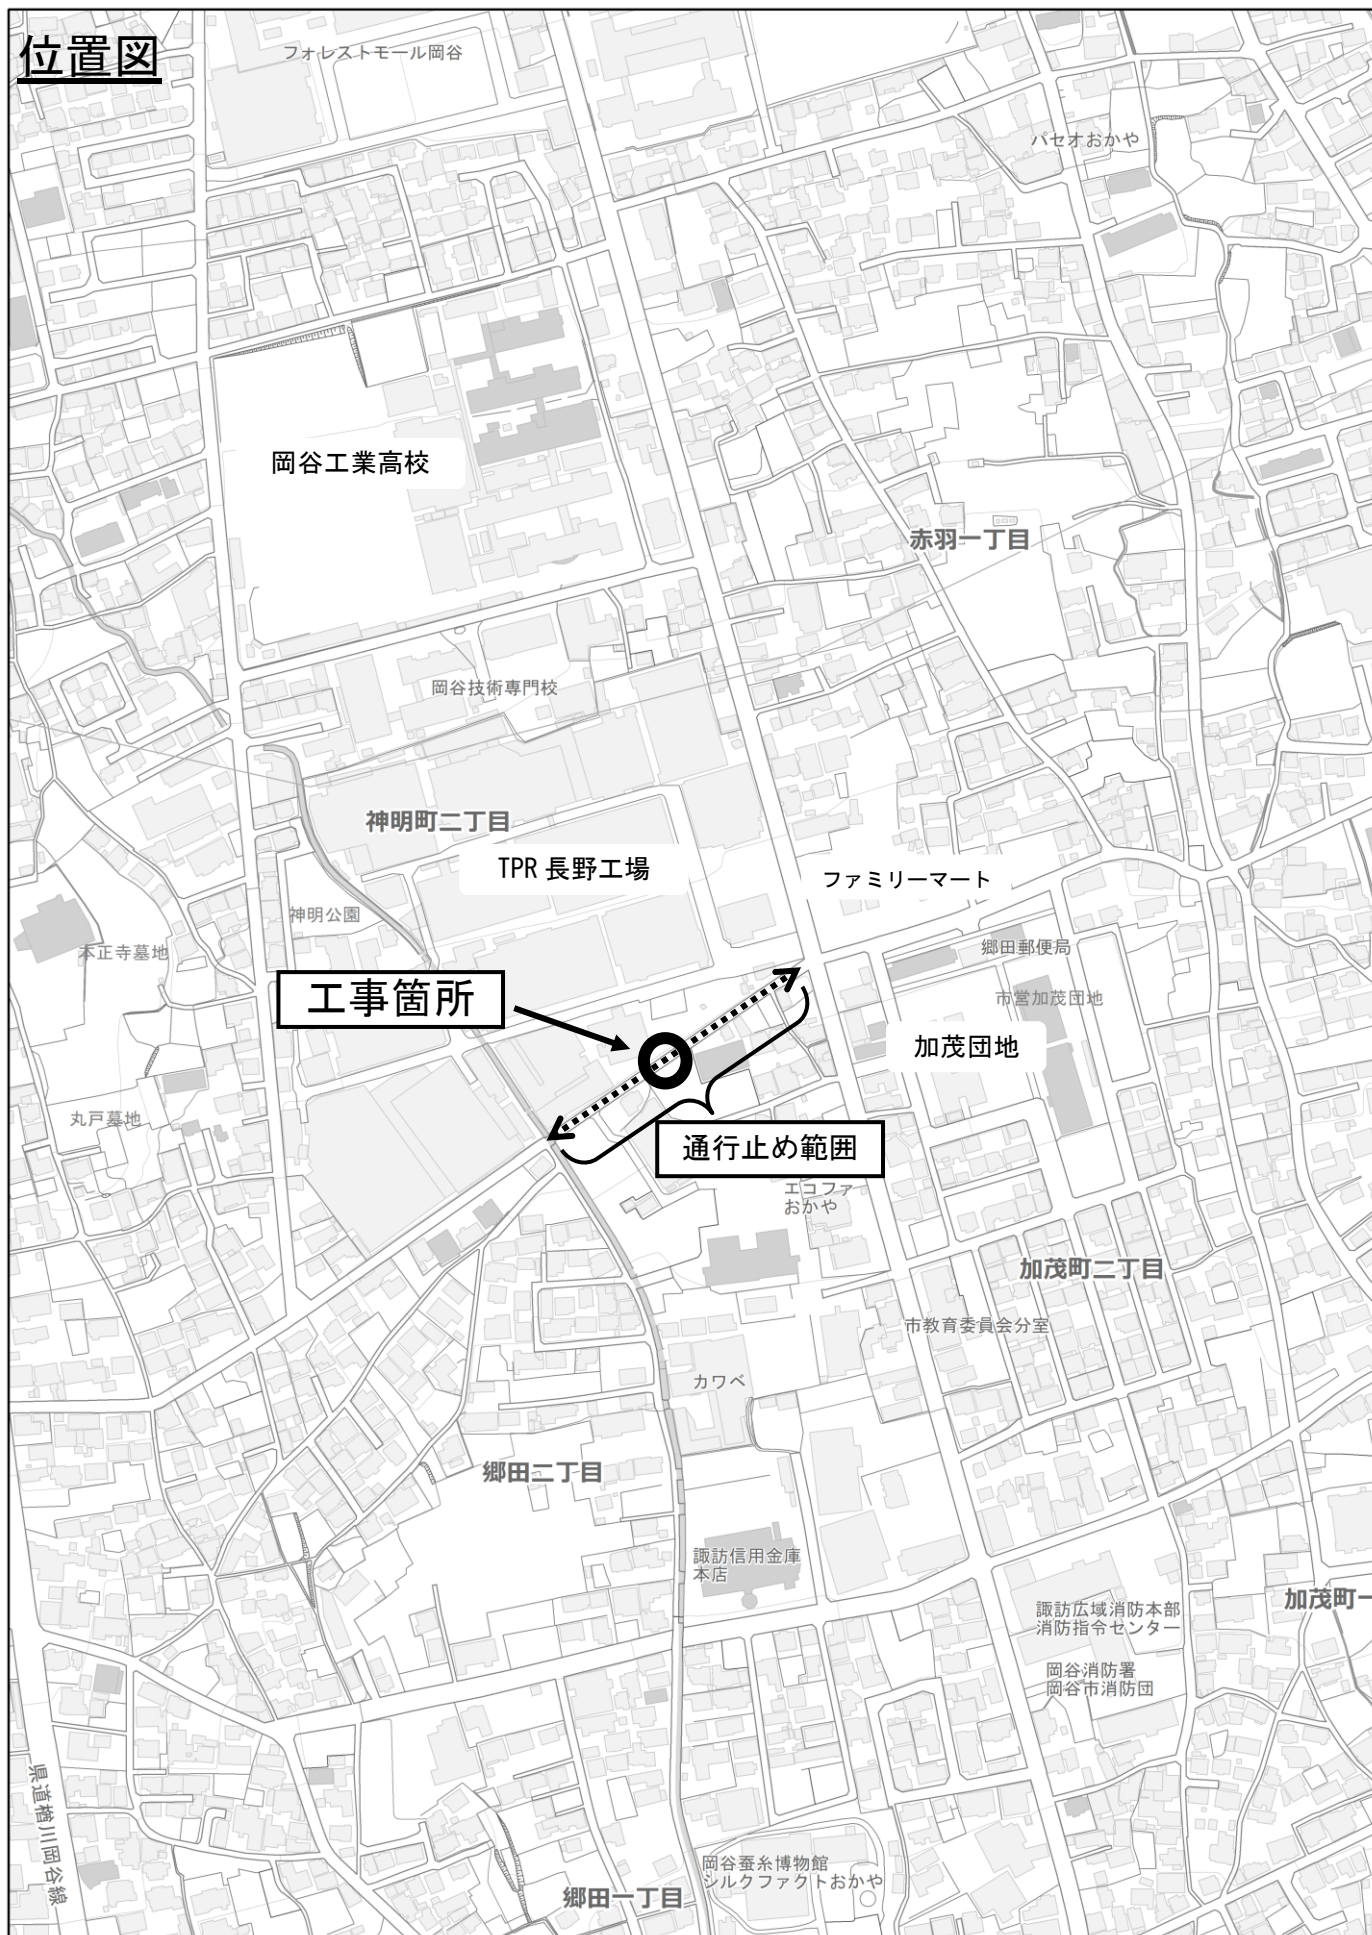 位置図
フォレストモール岡谷
パセオおかや
岡谷工業高校
赤羽一丁目
岡谷技術専門校
神明町二丁目
TPR 長野工場
ファミリーマート
神明公園
本正寺墓地
郷田郵便局
工事箇所
市営加茂団地
加茂団地
丸戸墓地
通行止め範囲
エコファ
おかや
加茂町二丁目
市教育委員会分室
カワベ
郷田二丁目
諏訪信用金庫
本店
加茂町一
諏訪広域消防本部
消防指令センター
岡谷消防署
岡谷市消防団
県道楢川岡谷線
岡谷蚕糸博物館
シルクファクトおかや
郷田一丁目